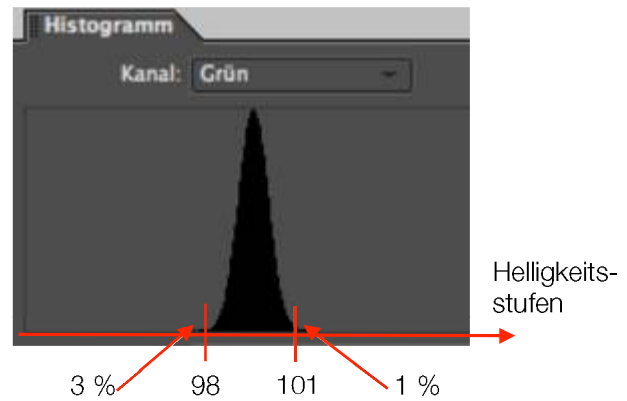 Histogramm
Kanal: Grün
Helligkeits-
stufen
3 % 98 101 1 %